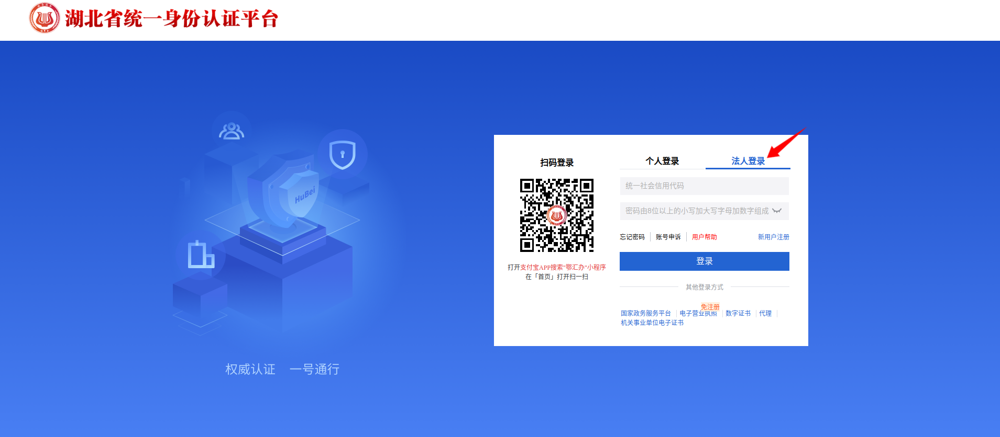 湖北省统一身份认证平台
HuBei
权威认证 一号通行
扫码登录
打开支付宝APP搜索"鄂汇办"小程序
在「首页」打开扫一扫
个人登录 法人登录
统一社会信用代码
密码由8位以上的小写加大写字母加数字组成
忘记密码 账号申诉 用户帮助 新用户注册
登录
其他登录方式
免注册
国家政务服务平台 电子营业执照 数字证书 代理
机关事业单位电子证书